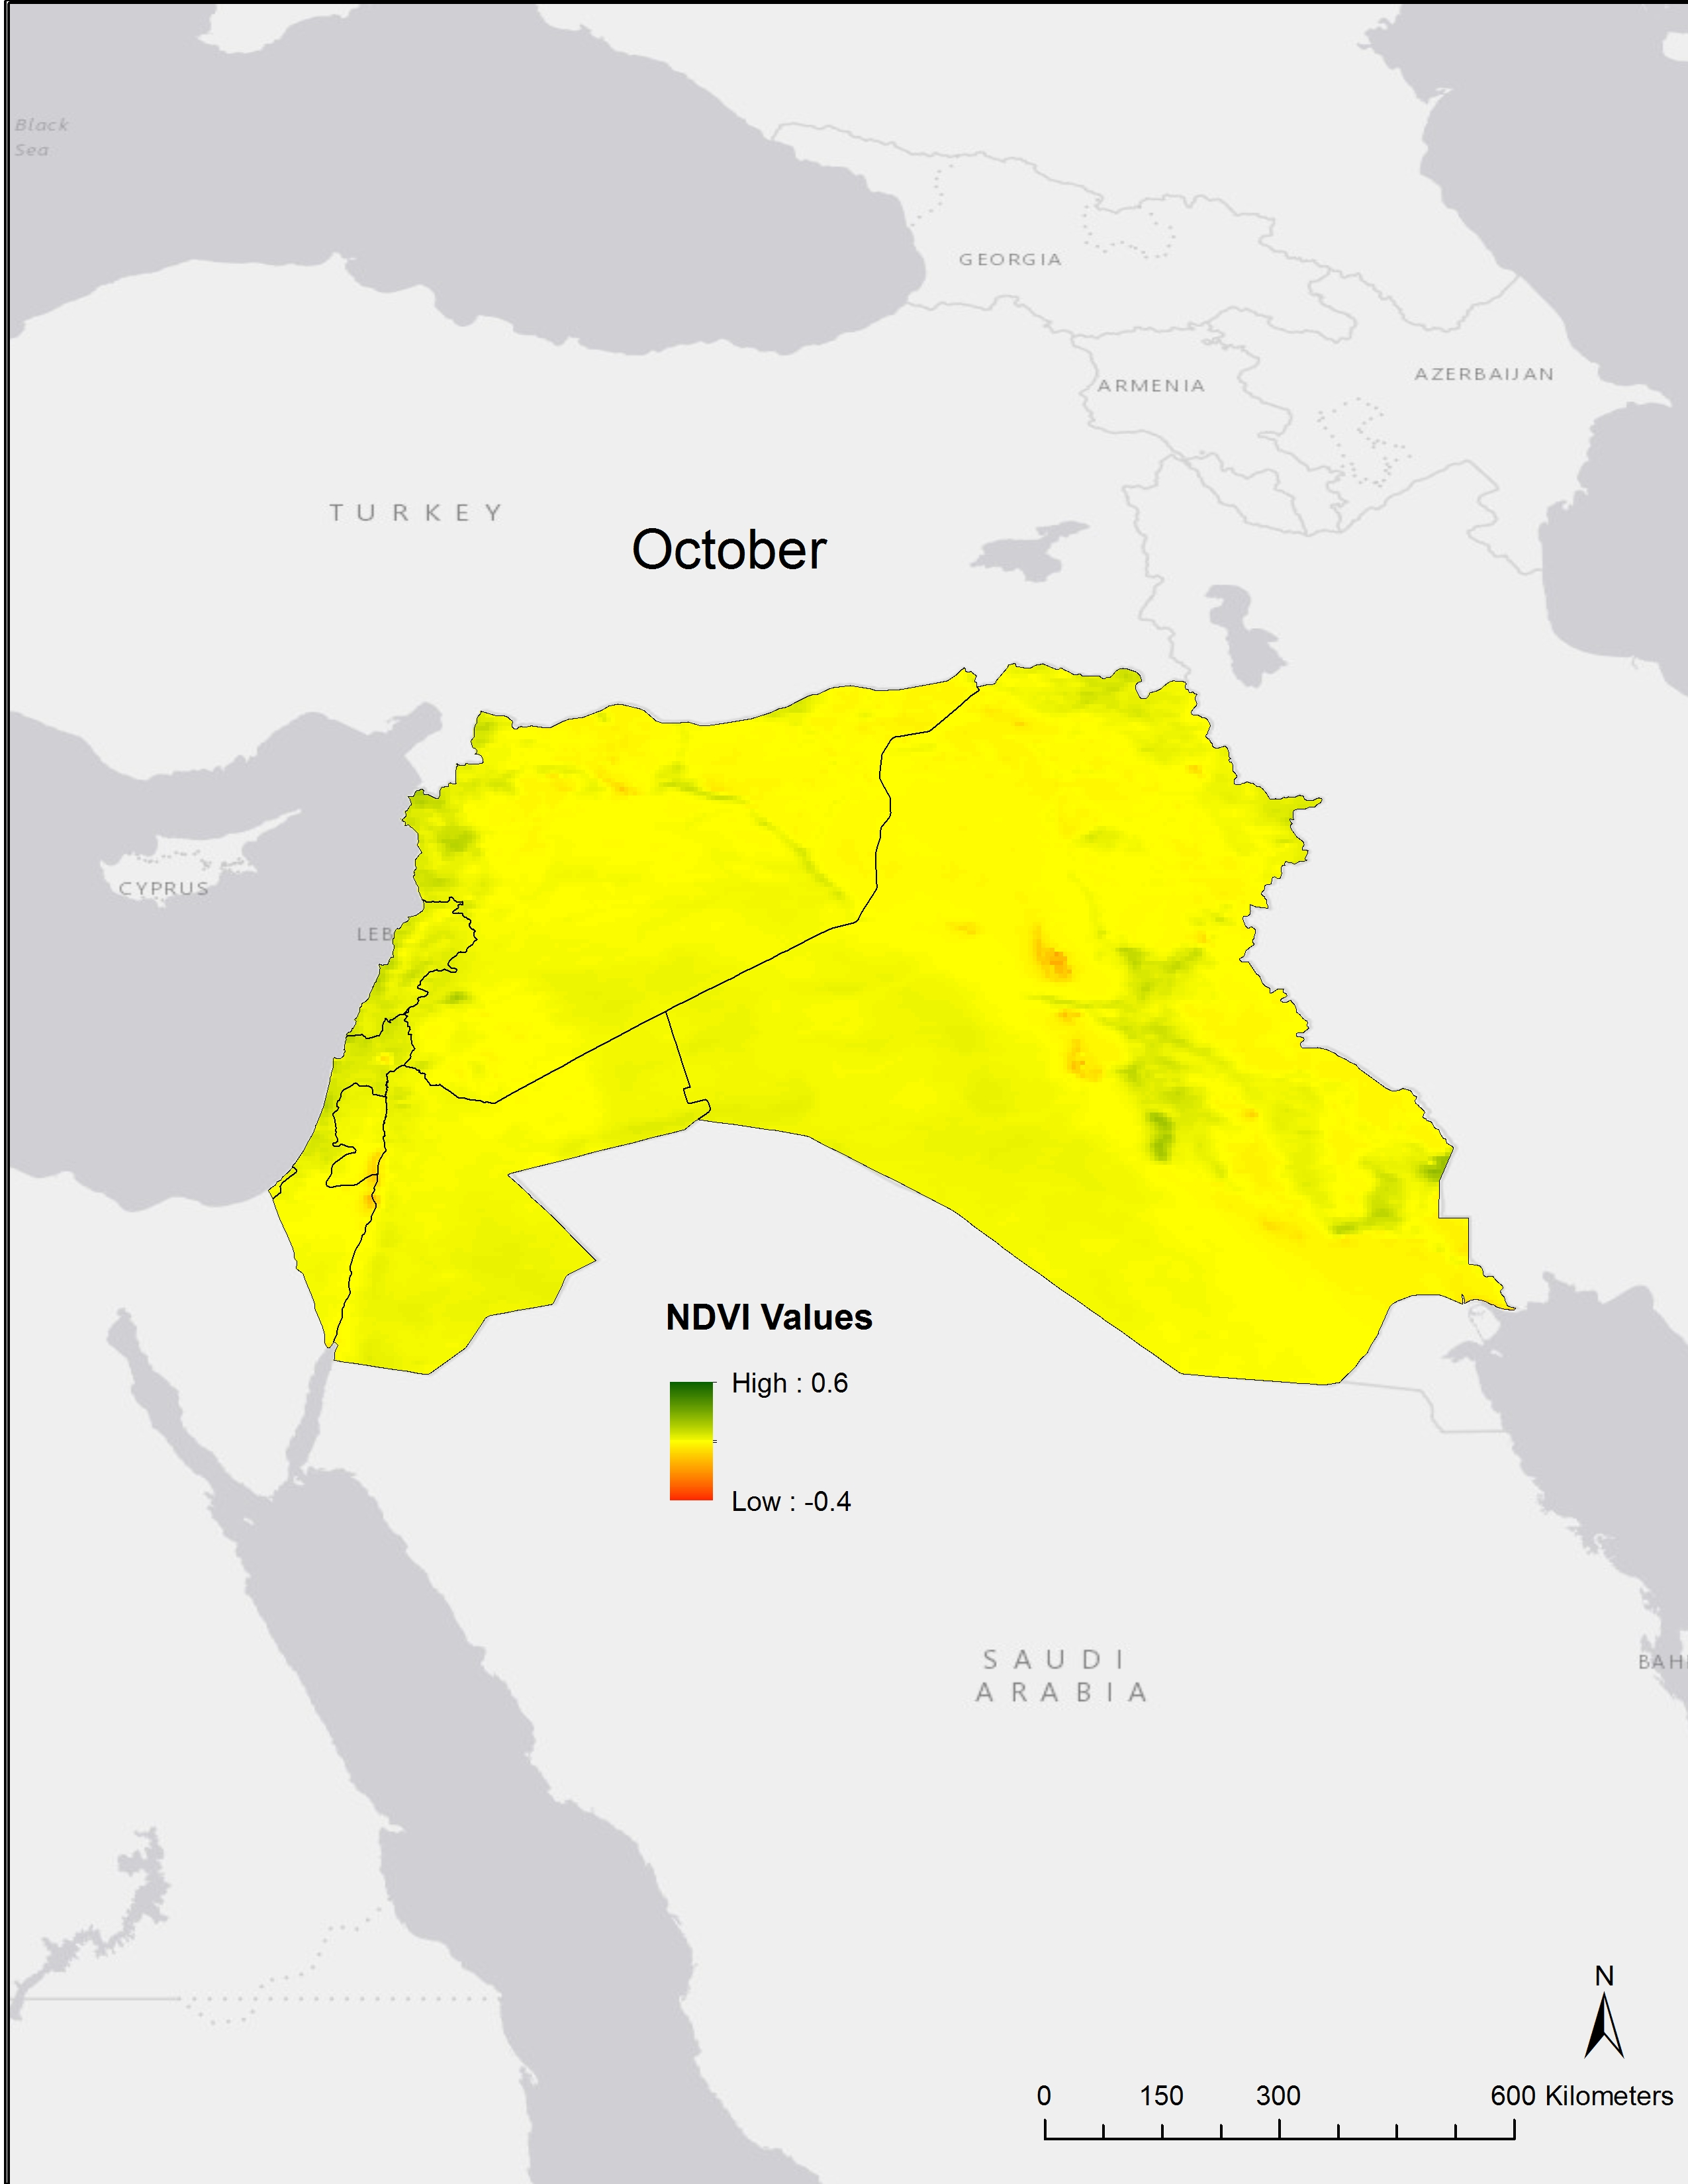 Black
Sea
GEORGIA
ARMENIA
AZERBAIJAN
TURKEY
October
CYPRUS
LEB
NDVI Values
High : 0.6
Low : -0.4
SAUDI
ARABIA
BAH
N
0 150 300 600 Kilometers